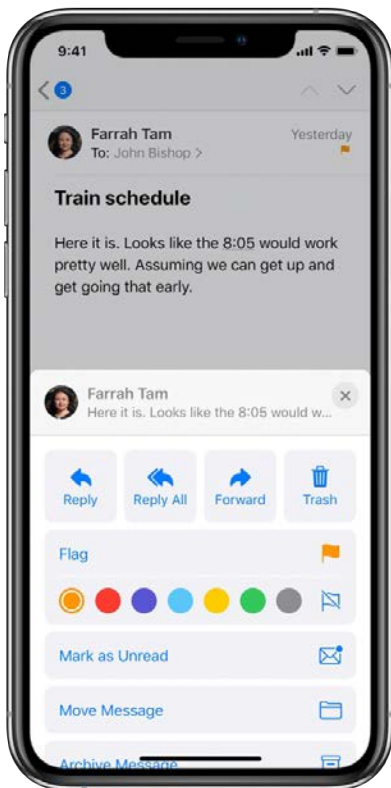 9:41
3
Farrah Tam
Yesterday
To: John Bishop >
Train schedule
Here it is. Looks like the 8:05 would work
pretty well. Assuming we can get up and
get going that early.
Farrah Tam
Here it is. Looks like the 8:05 would w...
Reply
Reply All
Forward
Trash
Flag
Mark as Unread
Move Message
Archive Message